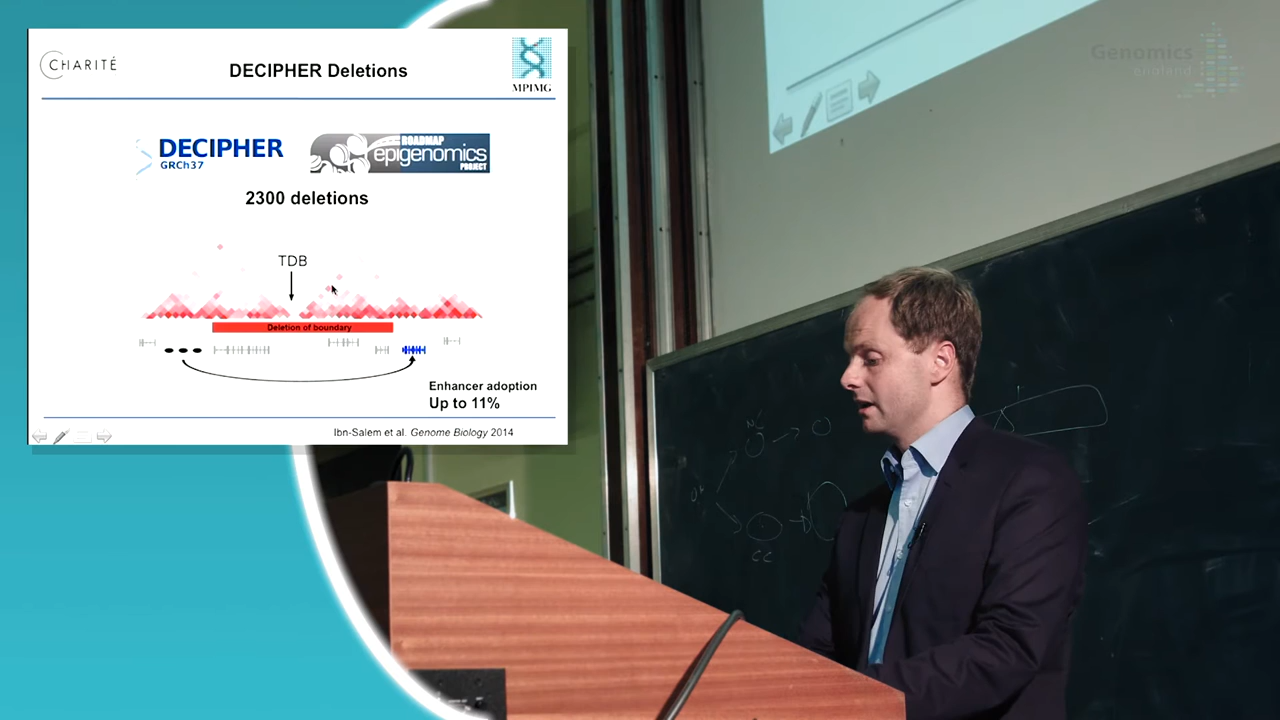 CHARITÉ
DECIPHER Deletions
MPIMG
DECIPHER
GRCh37
ROADMAP
epigenomics
PROJECT
2300 deletions
TDB
Deletion of boundary
Enhancer adoption
Up to 11%
Ibn-Salem et al. Genome Biology 2014
Genomics
CC